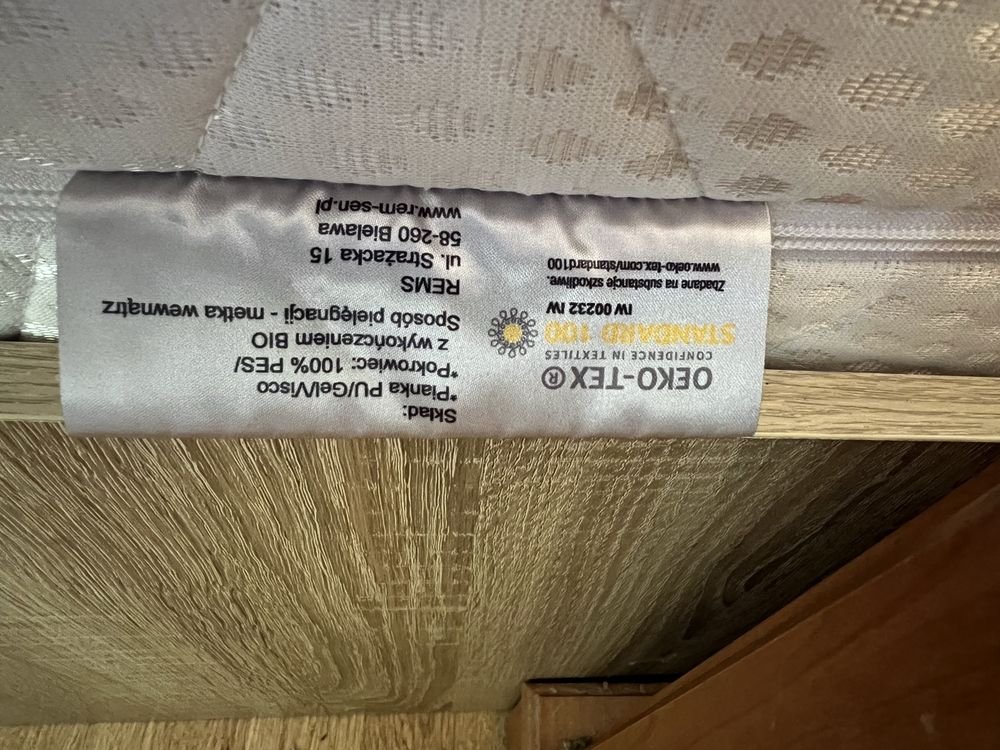 OEKO-TEX®
CONFIDENCE IN TEXTILES
STANDARD 100
IW 00232 IW
Zbadane na substancje szkodliwe.
www.oeko-tex.com/standard100
Skład:
*Pianka PU/Gel/Visco
*Pokrowiec: 100% PES/
z wykończeniem BIO
Sposób pielęgnacji - metka wewnątrz
REMS
ul. Strażacka 15
58-260 Bielawa
www.rem-sen.pl